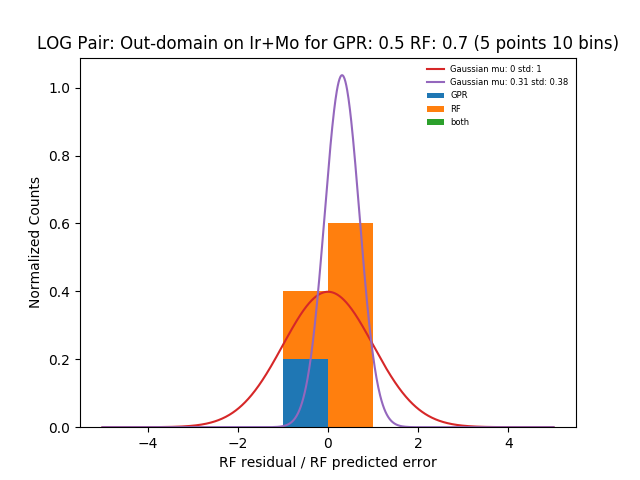 LOG Pair: Out-domain on Ir+Mo for GPR: 0.5 RF: 0.7 (5 points 10 bins)
Gaussian mu: 0 std: 1
Gaussian mu: 0.31 std: 0.38
GPR
RF
both
Normalized Counts
1.0
0.8
0.6
0.4
0.2
0.0
−4
−2
0
2
4
RF residual / RF predicted error